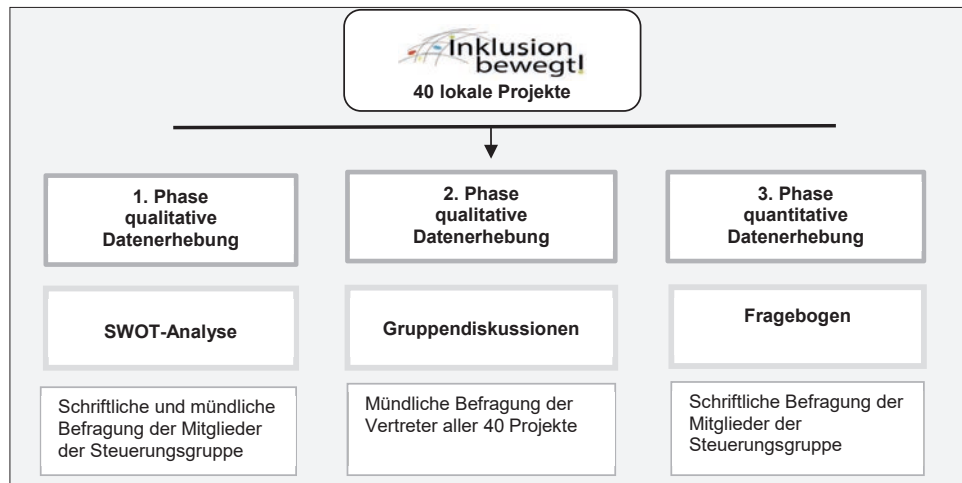 inklusion
bewegt!
40 lokale Projekte
1. Phase
qualitative
Datenerhebung
2. Phase
qualitative
Datenerhebung
3. Phase
quantitative
Datenerhebung
SWOT-Analyse
Gruppendiskussionen
Fragebogen
Schriftliche und mündliche
Befragung der Mitglieder
der Steuerungsgruppe
Mündliche Befragung der
Vertreter aller 40 Projekte
Schriftliche Befragung der
Mitglieder der
Steuerungsgruppe